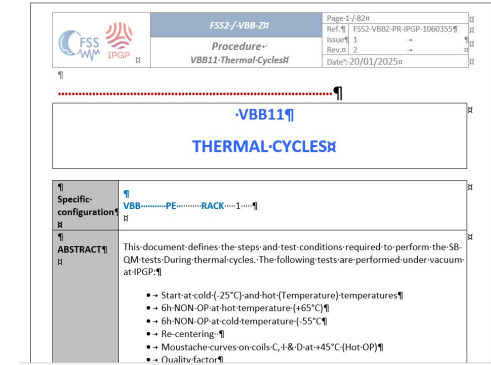 FSS
IPGP
FSS2-/-VBB-Z
Procedure
VBB11-Thermal-Cycles
Page·1·/·82
Ref. FSS2-VBBZ-PR-IPGP-1060355
Issue 1
Rev. 2
Date : 20/01/2025
VBB11
THERMAL·CYCLES
Specific·
configuration
VBB PE RACK 1
ABSTRACT
This·document·defines·the·steps·and·test·conditions·required·to·perform·the·SB-
QM·tests·During·thermal·cycles.·The·following·tests·are·performed·under·vacuum·
at·IPGP:
Start·at·cold·(-25°C)·and·hot·(Temperature)·temperatures
6h·NON-OP·at·hot·temperature·(+65°C)
6h·NON-OP·at·cold·temperature·(-55°C
Re-centering
Moustache·curves·on·coils·C,·I·&·D·at·+45°C·(Hot·OP)
Quality·factor